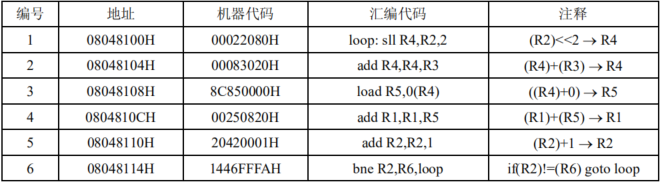 编号 地址 机器代码 汇编代码 注释
1 08048100H 00022080H loop: sll R4,R2,2 (R2)<<2 → R4
2 08048104H 00083020H add R4,R4,R3 (R4)+(R3) → R4
3 08048108H 8C850000H load R5,0(R4) ((R4)+0) → R5
4 0804810CH 00250820H add R1,R1,R5 (R1)+(R5) → R1
5 08048110H 20420001H add R2,R2,1 (R2)+1 → R2
6 08048114H 1446FFFAH bne R2,R6,loop if(R2)!=(R6) goto loop